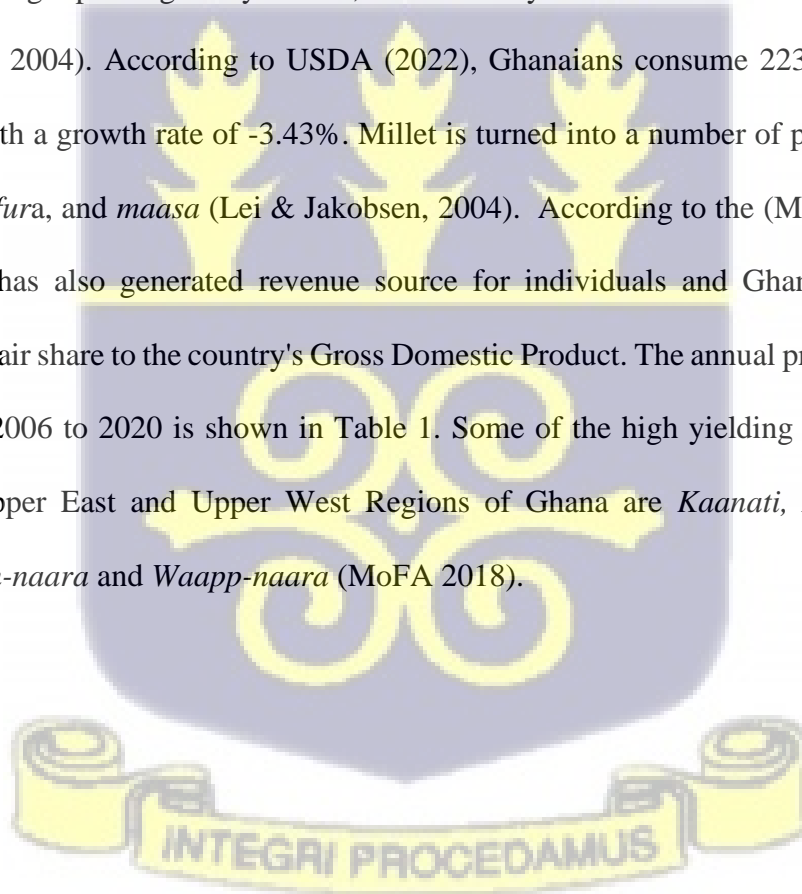 2004). According to USDA (2022), Ghanaians consume 223
th a growth rate of -3.43%. Millet is turned into a number of p
fura, and maasa (Lei & Jakobsen, 2004). According to the (M
has also generated revenue source for individuals and Ghan
air share to the country's Gross Domestic Product. The annual pr
2006 to 2020 is shown in Table 1. Some of the high yielding
pper East and Upper West Regions of Ghana are Kaanati,
-naara and Waapp-naara (MoFA 2018).
INTEGRI PROCEDAMUS